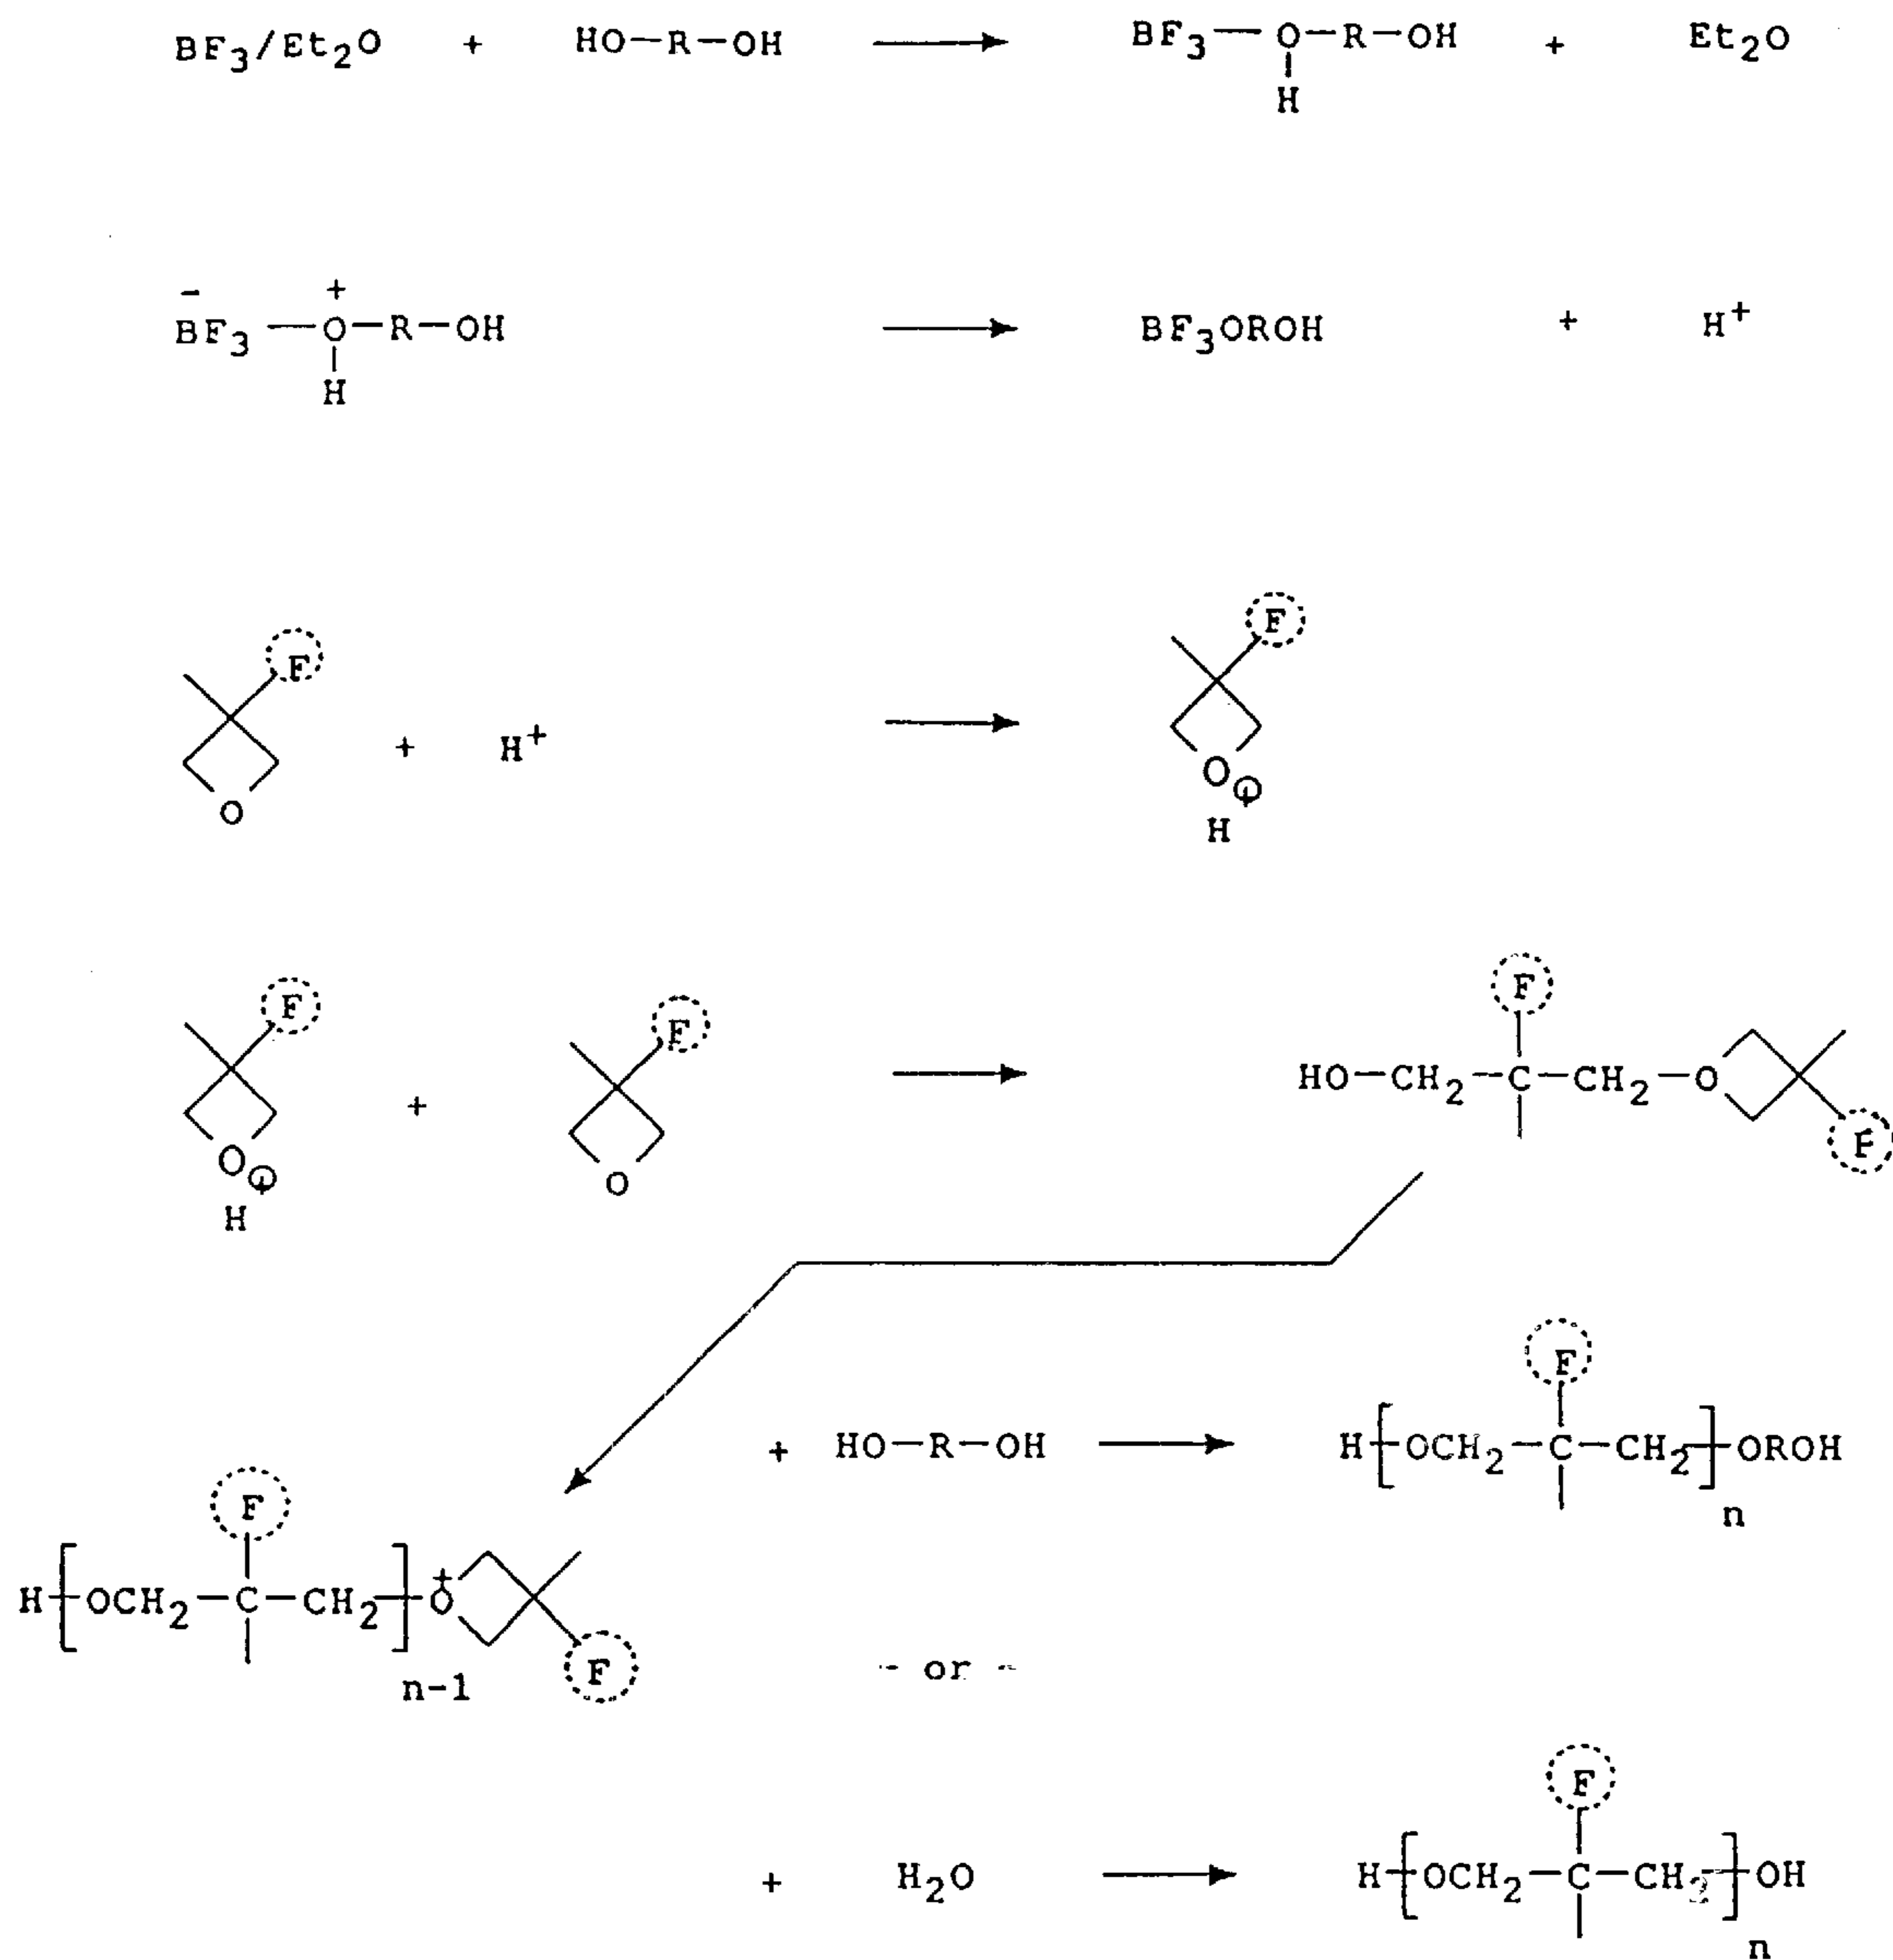 BF3/Et2O + HO—R—OH ⟶ BF3—O—R—OH + Et2O
H
- +
BF3—O—R—OH ⟶ BF3OROH + H+
H
F F
+ H+ ⟶
O O+
H
F F F
+ ⟶ HO—CH2—C—CH2—O
O+ O F
H
F
+ HO—R—OH ⟶ H[OCH2—C—CH2]OROH
n
F
H[OCH2—C—CH2]O+
n-1 F
- or -
F
+ H2O ⟶ H[OCH2—C—CH2]OH
n